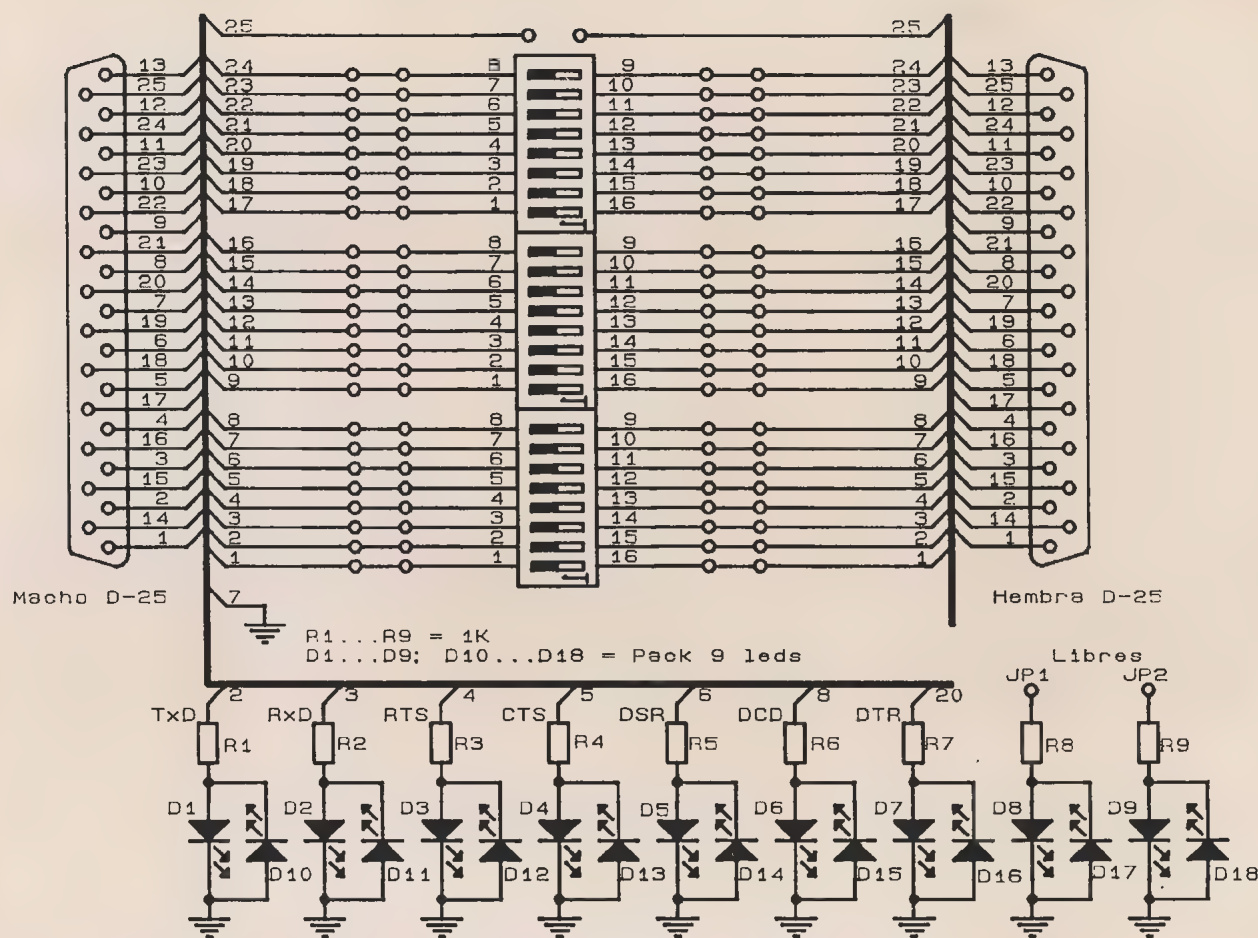 25 25
13 24 8 9 24 13
25 23 7 10 23 25
12 22 6 11 22 12
24 21 5 12 21 24
11 20 4 13 20 11
23 19 3 14 19 23
10 18 2 15 18 10
22 17 1 16 17 22
9 9
21 16 8 9 16 21
8 15 7 10 15 8
20 14 6 11 14 20
7 13 5 12 13 7
19 12 4 13 12 19
6 11 3 14 11 6
18 10 2 15 10 18
5 9 1 16 9 5
17 17
4 8 8 9 8 4
16 7 7 10 7 16
3 6 6 11 6 3
15 5 5 12 5 15
2 4 4 13 4 2
14 3 3 14 3 14
1 2 2 15 2 1
1 1 16 1
Macho D-25 7 Hembra D-25
R1...R9 = 1K
D1...D9; D10...D18 = Pack 9 leds
Libres
JP1 JP2
2 3 4 5 6 8 20
TxD RxD RTS CTS DSR DCD DTR
R1 R2 R3 R4 R5 R6 R7 R8 R9
D1 D2 D3 D4 D5 D6 D7 D8 D9
D10 D11 D12 D13 D14 D15 D16 D17 D18